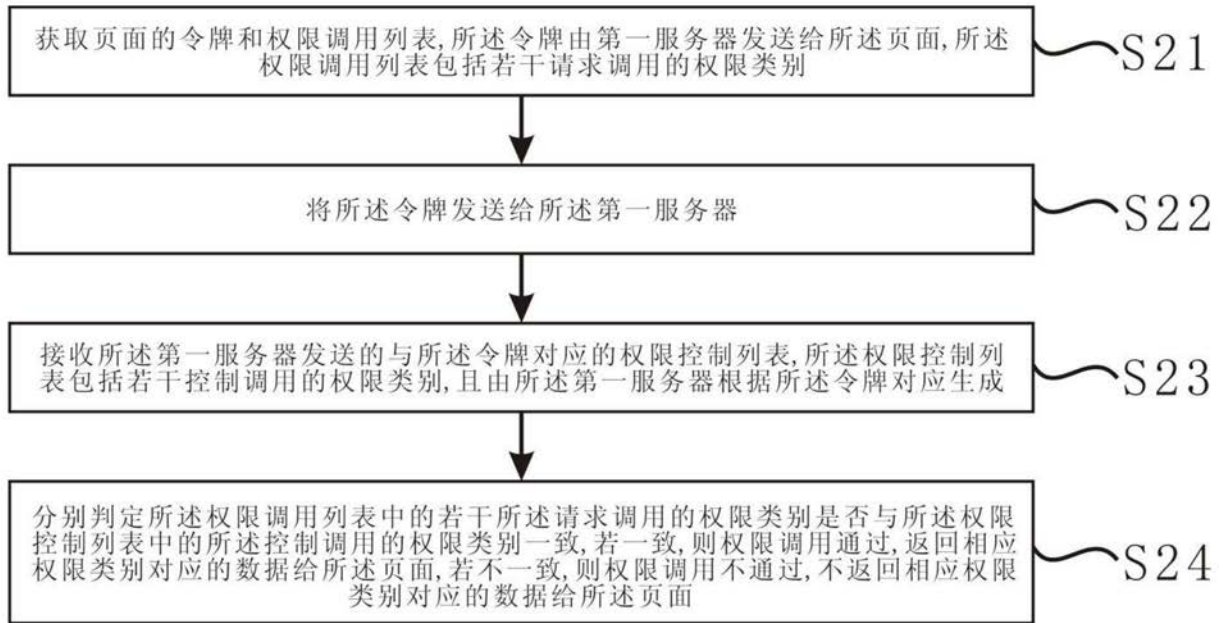 获取页面的令牌和权限调用列表,所述令牌由第一服务器发送给所述页面,所述
权限调用列表包括若干请求调用的权限类别
S21
将所述令牌发送给所述第一服务器
S22
接收所述第一服务器发送的与所述令牌对应的权限控制列表,所述权限控制列
表包括若干控制调用的权限类别,且由所述第一服务器根据所述令牌对应生成
S23
分别判定所述权限调用列表中的若干所述请求调用的权限类别是否与所述权限
控制列表中的所述控制调用的权限类别一致,若一致,则权限调用通过,返回相应
权限类别对应的数据给所述页面,若不一致,则权限调用不通过,不返回相应权限
类别对应的数据给所述页面
S24